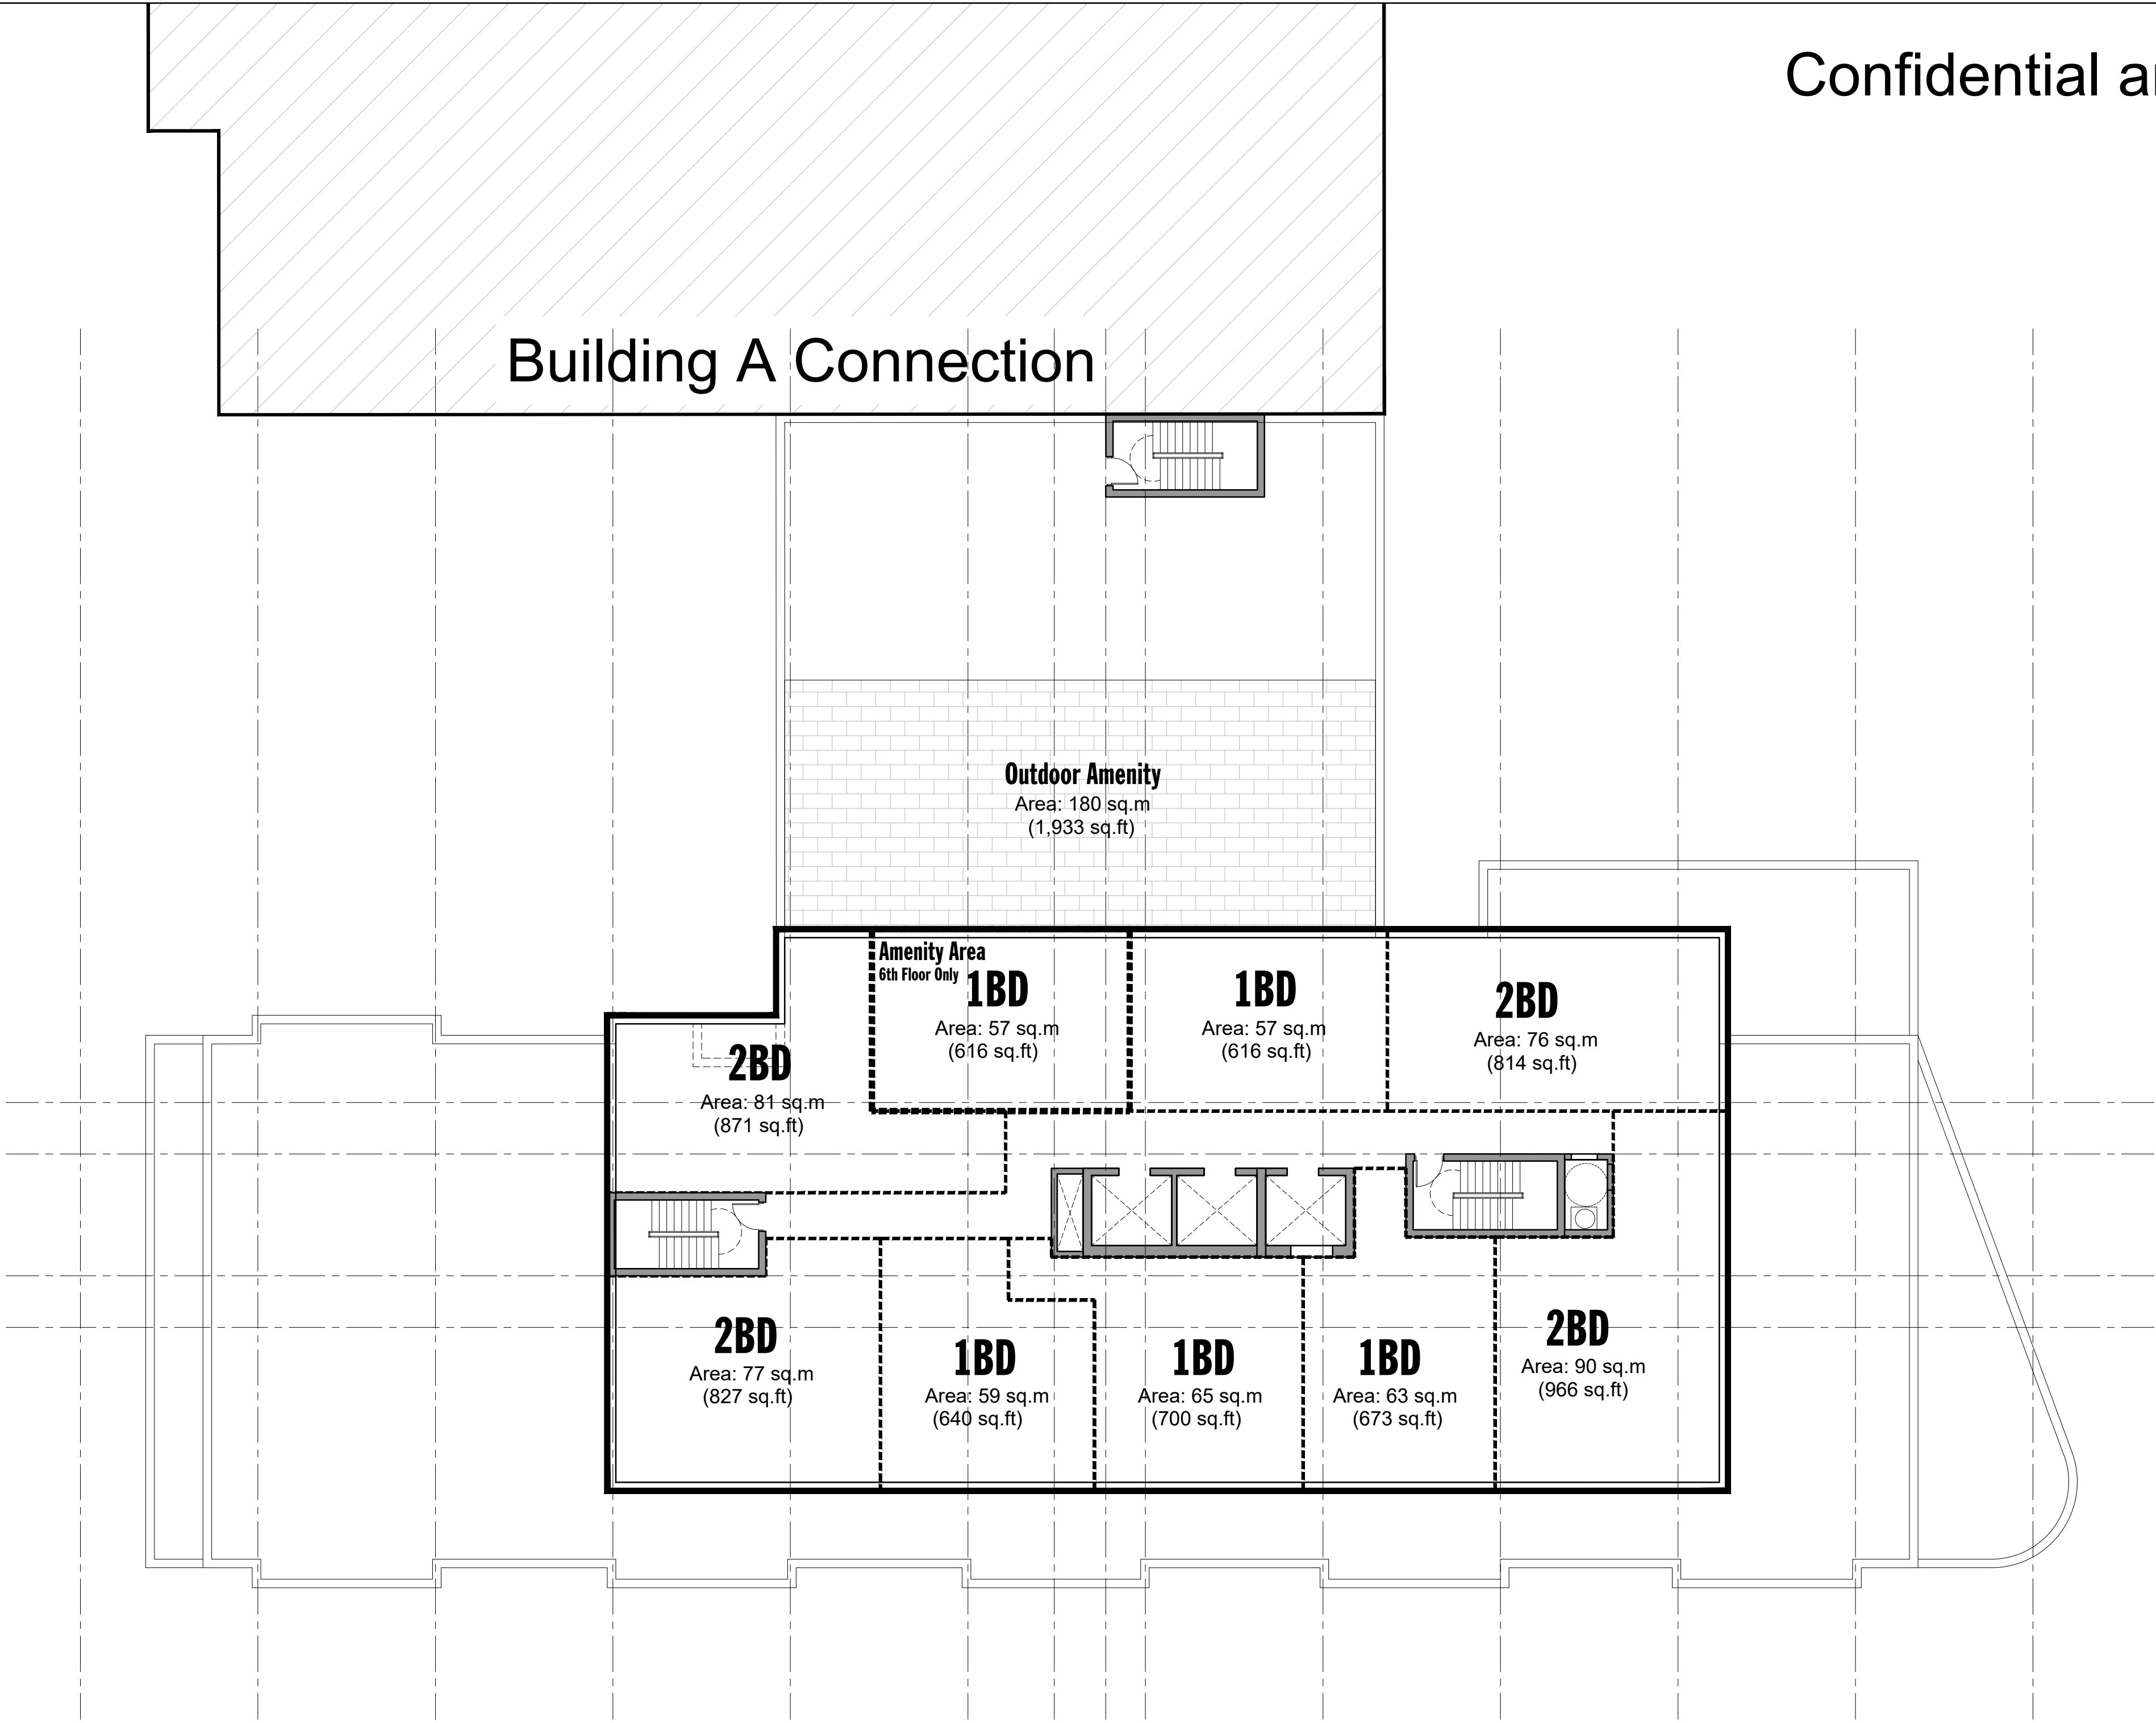 Confidential
Building A Connection
Outdoor Amenity
Area: 180 sq.m
(1,933 sq.ft)
Amenity Area
6th Floor Only
1BD
Area: 57 sq.m
(616 sq.ft)
1BD
Area: 57 sq.m
(616 sq.ft)
2BD
Area: 76 sq.m
(814 sq.ft)
2BD
Area: 81 sq.m
(871 sq.ft)
2BD
Area: 77 sq.m
(827 sq.ft)
1BD
Area: 59 sq.m
(640 sq.ft)
1BD
Area: 65 sq.m
(700 sq.ft)
1BD
Area: 63 sq.m
(673 sq.ft)
2BD
Area: 90 sq.m
(966 sq.ft)